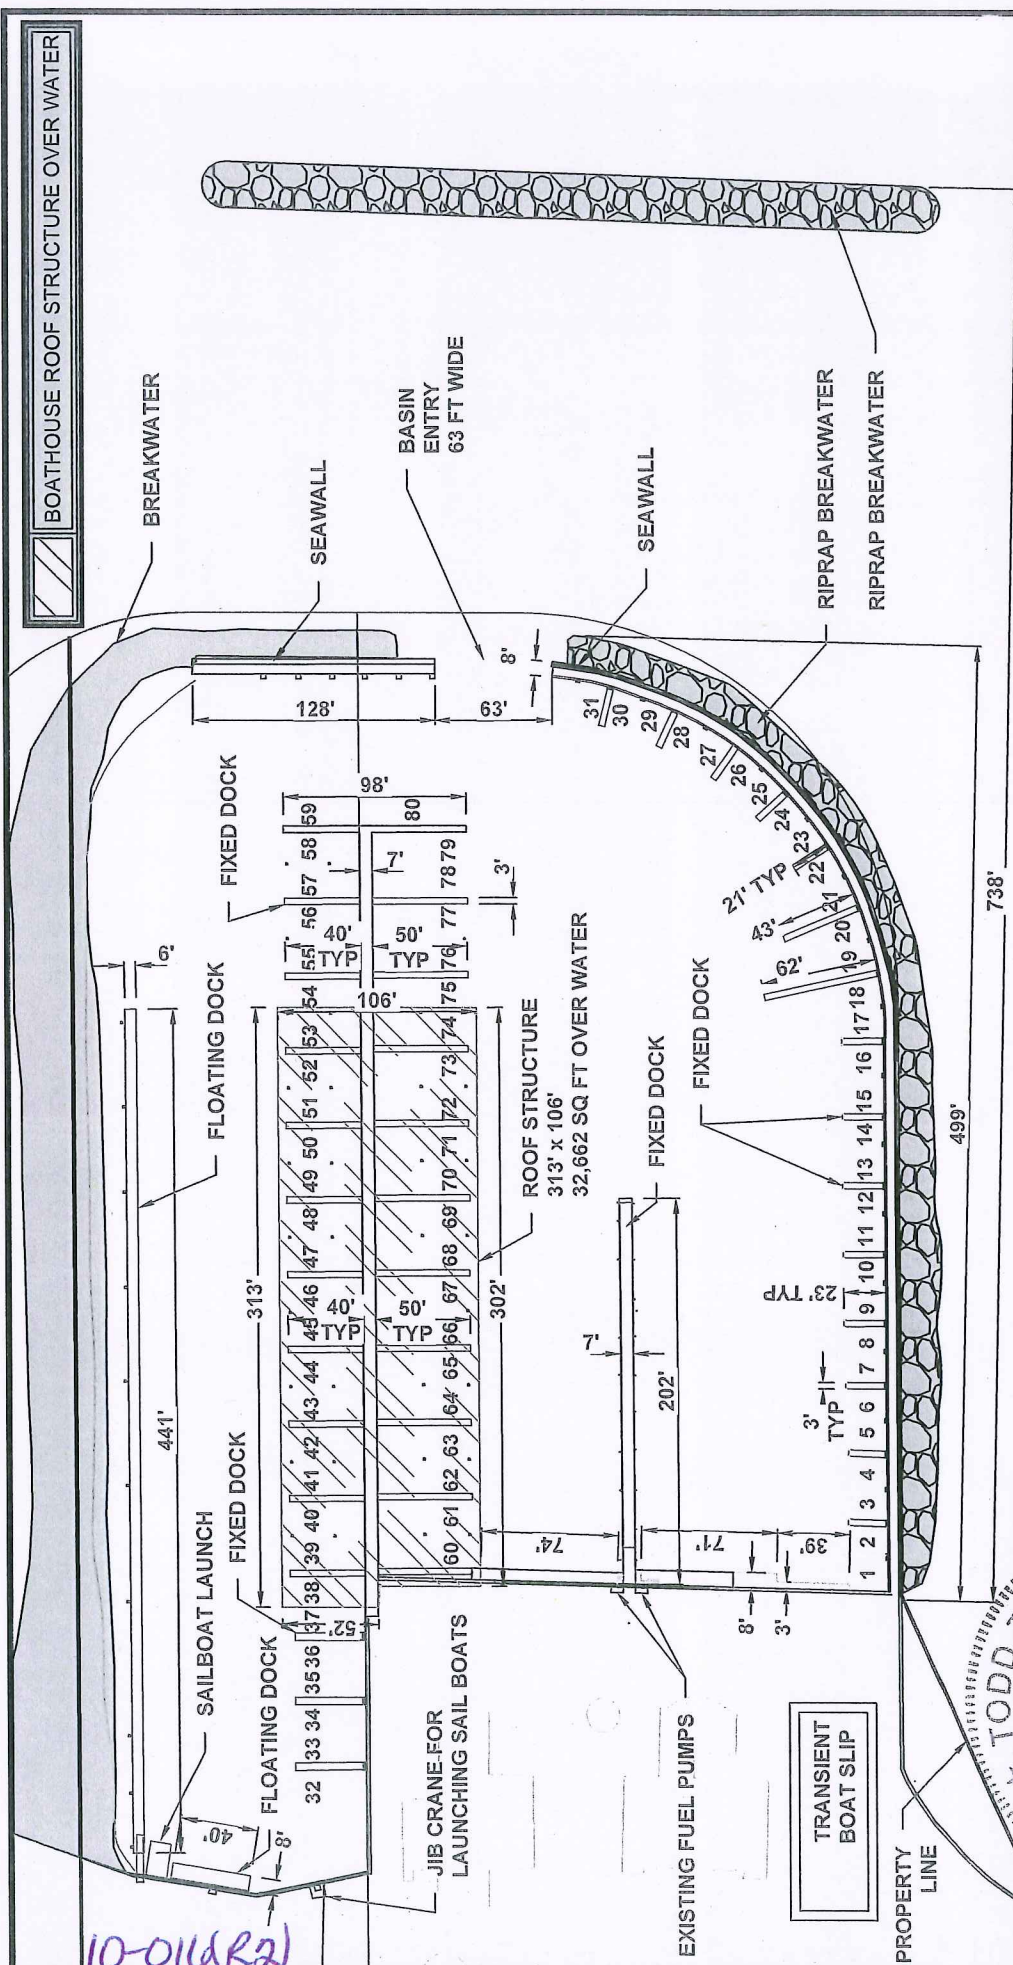 BOATHOUSE ROOF STRUCTURE OVER WATER
BREAKWATER
SEAWALL
BASIN
ENTRY
63 FT WIDE
SEAWALL
RIPRAP BREAKWATER
RIPRAP BREAKWATER
128'
63'
8'
FIXED DOCK
98'
7'
3'
6'
FLOATING DOCK
441'
40'
TYP
50'
TYP
106'
313'
302'
ROOF STRUCTURE
313' x 106'
32,662 SQ FT OVER WATER
40'
TYP
50'
TYP
FIXED DOCK
7'
202'
FIXED DOCK
21' TYP
43'
62'
23' TYP
3'
TYP
499'
738'
74'
71'
39'
8'
3'
52'
SAILBOAT LAUNCH
FIXED DOCK
FLOATING DOCK
40'
8'
JIB CRANE FOR
LAUNCHING SAIL BOATS
EXISTING FUEL PUMPS
TRANSIENT
BOAT SLIP
PROPERTY
LINE
TODD
1 2 3 4 5 6 7 8 9 10 11 12 13 14 15 16 17 18 19 20 21 22 23 24 25 26 27 28 29 30 31
32 33 34 35 36 37 38 39 40 41 42 43 44 45 46 47 48 49 50 51 52 53 54 55 56 57 58 59
60 61 62 63 64 65 66 67 68 69 70 71 72 73 74 75 76 77 78 79 80